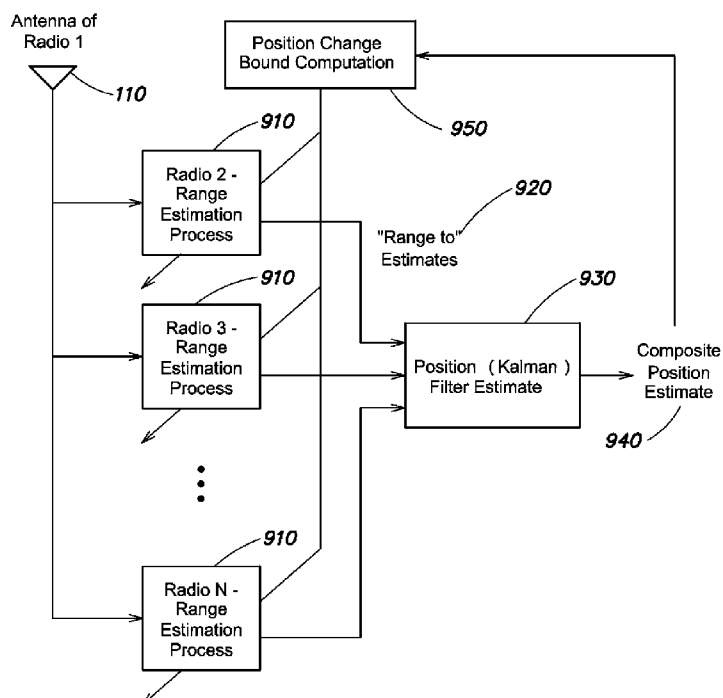 Antenna of
Radio 1
110
Position Change
Bound Computation
950
910
Radio 2 -
Range
Estimation
Process
920
"Range to"
Estimates
910
Radio 3 -
Range
Estimation
Process
930
Position ( Kalman )
Filter Estimate
Composite
Position
Estimate
940
910
Radio N -
Range
Estimation
Process